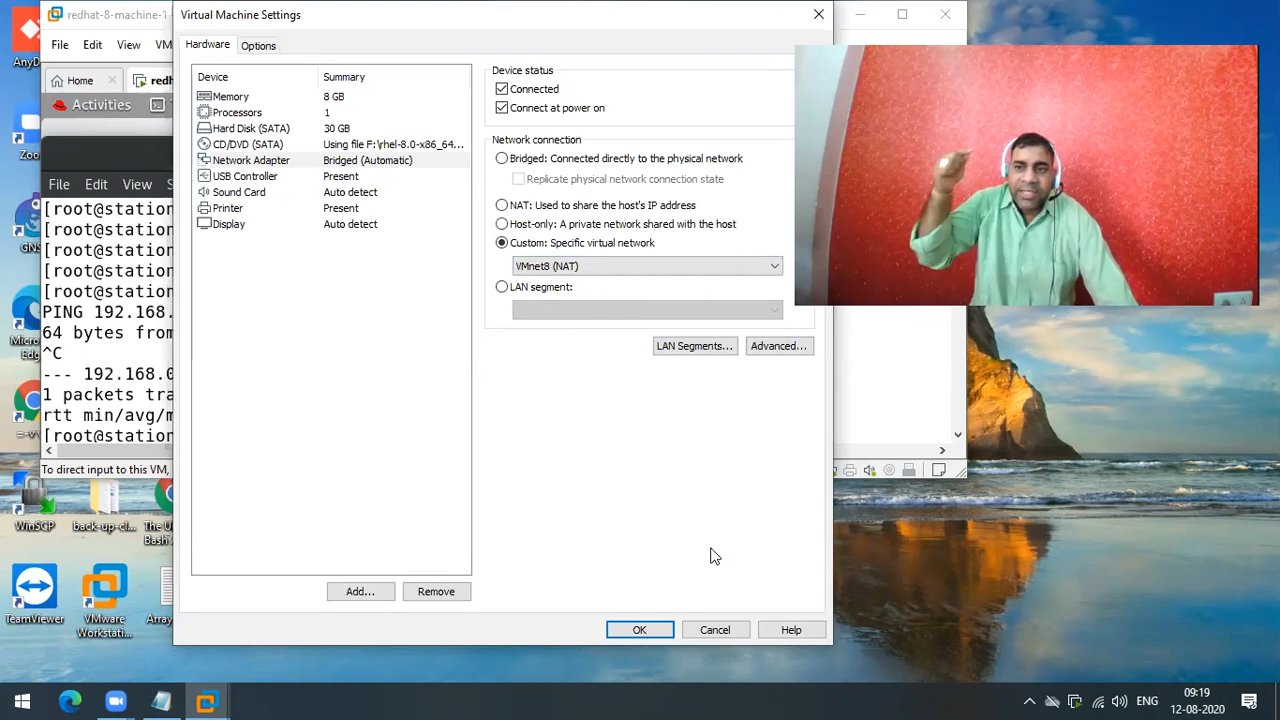 AnyD
Zoo
GNS
Micros
Edg
=-v
WinSCP
back-up-cl...
The U
Bash
TeamViewer
VMware
Workstati...
Array
redhat-8-machine-1
File Edit View VM
Home
redh
Activities
File Edit View S
[root@station
[root@station
[root@station
[root@station
[root@station
PING 192.168.
64 bytes from
^C
--- 192.168.0
1 packets tra
rtt min/avg/m
[root@station
To direct input to this VM,
Virtual Machine Settings
Hardware Options
Device Summary
Memory 8 GB
Processors 1
Hard Disk (SATA) 30 GB
CD/DVD (SATA) Using file F:\rhel-8.0-x86_64...
Network Adapter Bridged (Automatic)
USB Controller Present
Sound Card Auto detect
Printer Present
Display Auto detect
Add... Remove
Device status
Connected
Connect at power on
Network connection
Bridged: Connected directly to the physical network
Replicate physical network connection state
NAT: Used to share the host's IP address
Host-only: A private network shared with the host
Custom: Specific virtual network
VMnet8 (NAT)
LAN segment:
LAN Segments... Advanced...
OK Cancel Help
ENG
09:19
12-08-2020